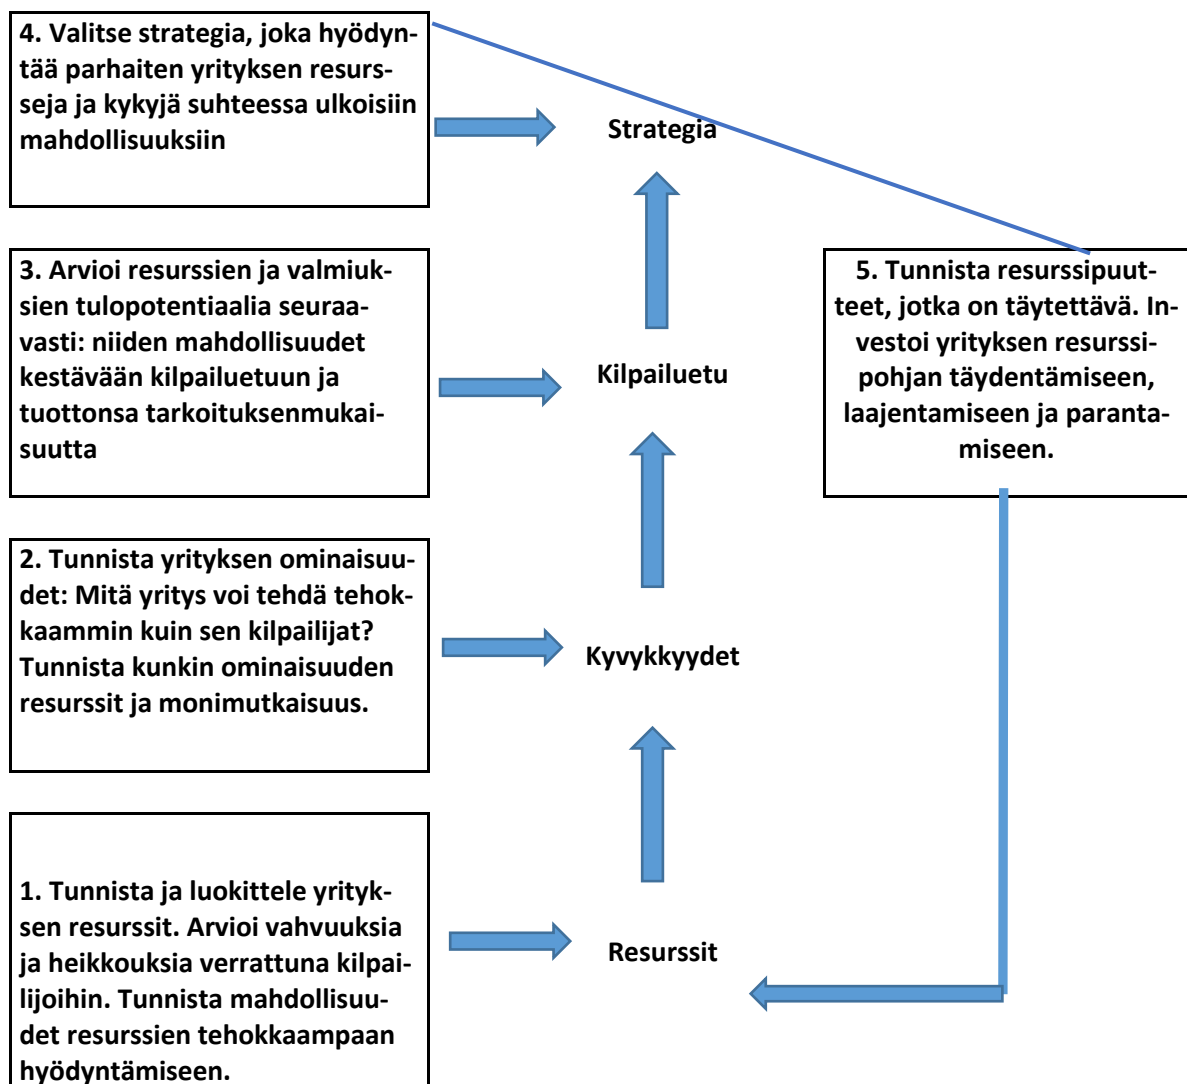 4. Valitse strategia, joka hyödyn-
tää parhaiten yrityksen resurs-
seja ja kykyjä suhteessa ulkoisiin
mahdollisuuksiin
Strategia
3. Arvioi resurssien ja valmiuk-
sien tulopotentiaalia seuraa-
vasti: niiden mahdollisuudet
kestävään kilpailuetuun ja
tuottonsa tarkoituksenmukai-
suutta
Kilpailuetu
5. Tunnista resurssipuut-
teet, jotka on täytettävä. In-
vestoi yrityksen resurssi-
pohjan täydentämiseen,
laajentamiseen ja paranta-
miseen.
2. Tunnista yrityksen ominaisuu-
det: Mitä yritys voi tehdä tehok-
kaammin kuin sen kilpailijat?
Tunnista kunkin ominaisuuden
resurssit ja monimutkaisuus.
Kyvykkyydet
1. Tunnista ja luokittele yrityk-
sen resurssit. Arvioi vahvuuksia
ja heikkouksia verrattuna kilpai-
lijoihin. Tunnista mahdollisuu-
det resurssien tehokkaampaan
hyödyntämiseen.
Resurssit